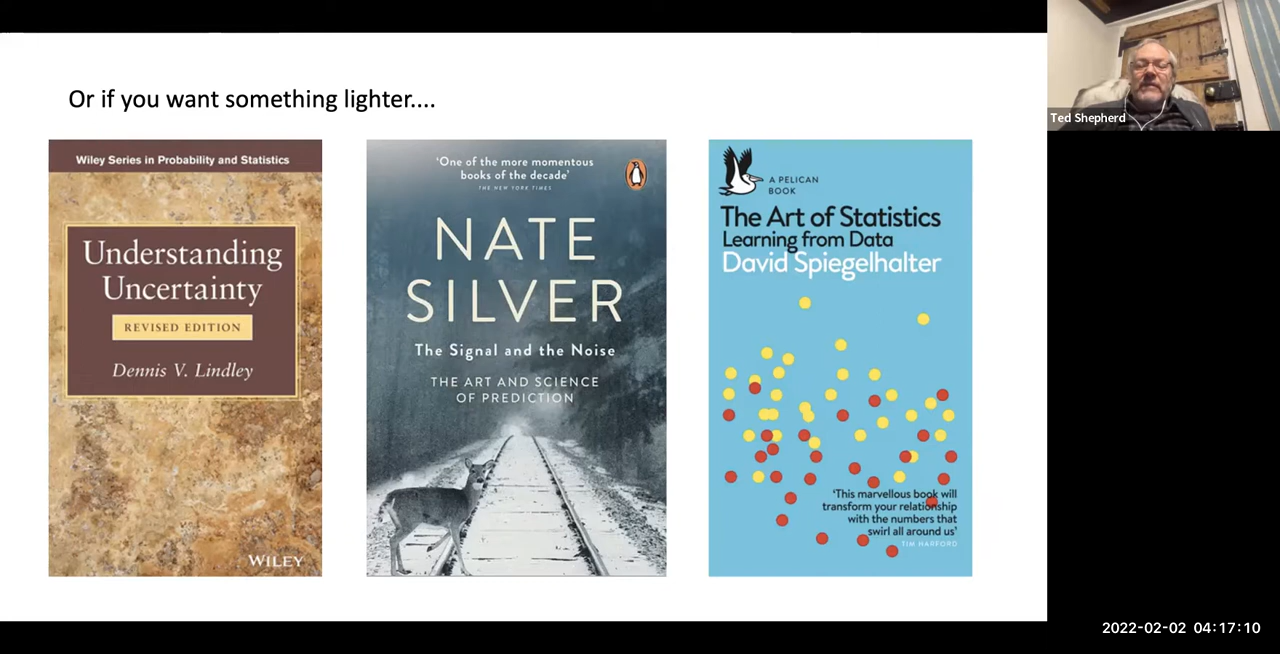 Or if you want something lighter....
Wiley Series in Probability and Statistics
Understanding
Uncertainty
REVISED EDITION
Dennis V. Lindley
WILEY
'One of the more momentous
books of the decade'
THE NEW YORK TIMES
NATE
SILVER
The Signal and the Noise
THE ART AND SCIENCE
OF PREDICTION
A PELICAN
BOOK
The Art of Statistics
Learning from Data
David Spiegelhalter
'This marvellous book will
transform your relationship
with the numbers that
swirl all around us'
TIM HARFORD
Ted Shepherd
2022-02-02 04:17:10